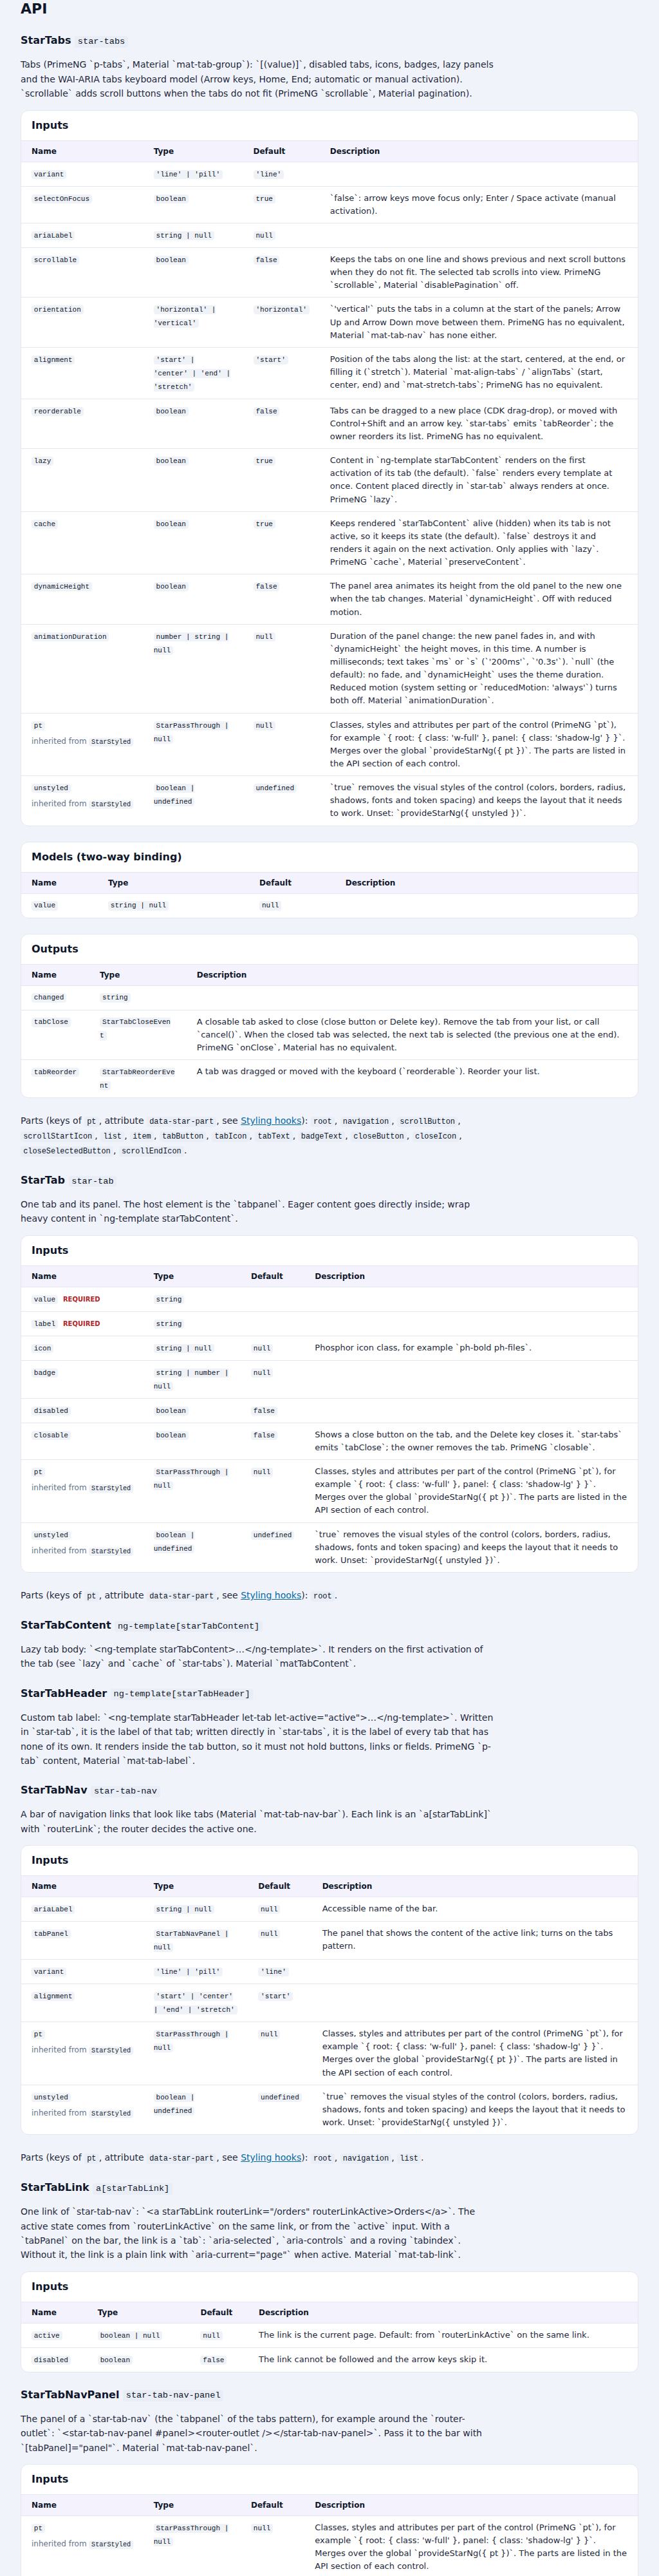 API
StarTabs star-tabs
Tabs (PrimeNG `p-tabs`, Material `mat-tab-group`): `[(value)]`, disabled tabs, icons, badges, lazy panels
and the WAI-ARIA tabs keyboard model (Arrow keys, Home, End; automatic or manual activation).
`scrollable` adds scroll buttons when the tabs do not fit (PrimeNG `scrollable`, Material pagination).
Inputs
Name Type Default Description
variant 'line' | 'pill' 'line'
selectOnFocus boolean true `false`: arrow keys move focus only; Enter / Space activate (manual
activation).
ariaLabel string | null null
scrollable boolean false Keeps the tabs on one line and shows previous and next scroll buttons
when they do not fit. The selected tab scrolls into view. PrimeNG
`scrollable`, Material `disablePagination` off.
orientation 'horizontal' | 'horizontal' `'vertical'` puts the tabs in a column at the start of the panels; Arrow
'vertical' Up and Arrow Down move between them. PrimeNG has no equivalent,
Material `mat-tab-nav` has none either.
alignment 'start' | 'start' Position of the tabs along the list: at the start, centered, at the end, or
'center' | 'end' | filling it (`stretch`). Material `mat-align-tabs` / `alignTabs` (start,
'stretch' center, end) and `mat-stretch-tabs`; PrimeNG has no equivalent.
reorderable boolean false Tabs can be dragged to a new place (CDK drag-drop), or moved with
Control+Shift and an arrow key. `star-tabs` emits `tabReorder`; the
owner reorders its list. PrimeNG has no equivalent.
lazy boolean true Content in `ng-template starTabContent` renders on the first
activation of its tab (the default). `false` renders every template at
once. Content placed directly in `star-tab` always renders at once.
PrimeNG `lazy`.
cache boolean true Keeps rendered `starTabContent` alive (hidden) when its tab is not
active, so it keeps its state (the default). `false` destroys it and
renders it again on the next activation. Only applies with `lazy`.
PrimeNG `cache`, Material `preserveContent`.
dynamicHeight boolean false The panel area animates its height from the old panel to the new one
when the tab changes. Material `dynamicHeight`. Off with reduced
motion.
animationDuration number | string | null Duration of the panel change: the new panel fades in, and with
null `dynamicHeight` the height moves, in this time. A number is
milliseconds; text takes `ms` or `s` (`'200ms'`, `'0.3s'`). `null` (the
default): no fade, and `dynamicHeight` uses the theme duration.
Reduced motion (system setting or `reducedMotion: 'always'`) turns
both off. Material `animationDuration`.
pt StarPassThrough | null Classes, styles and attributes per part of the control (PrimeNG `pt`),
inherited from StarStyled null for example `{ root: { class: 'w-full' }, panel: { class: 'shadow-lg' } }`.
Merges over the global `provideStarNg({ pt })`. The parts are listed in
the API section of each control.
unstyled boolean | undefined `true` removes the visual styles of the control (colors, borders, radius,
inherited from StarStyled undefined shadows, fonts and token spacing) and keeps the layout that it needs
to work. Unset: `provideStarNg({ unstyled })`.
Models (two-way binding)
Name Type Default Description
value string | null null
Outputs
Name Type Description
changed string
tabClose StarTabCloseEven A closable tab asked to close (close button or Delete key). Remove the tab from your list, or call
t `cancel()`. When the closed tab was selected, the next tab is selected (the previous one at the end).
PrimeNG `onClose`, Material has no equivalent.
tabReorder StarTabReorderEve A tab was dragged or moved with the keyboard (`reorderable`). Reorder your list.
nt
Parts (keys of pt , attribute data-star-part , see Styling hooks): root , navigation , scrollButton ,
scrollStartIcon , list , item , tabButton , tabIcon , tabText , badgeText , closeButton , closeIcon ,
closeSelectedButton , scrollEndIcon .
StarTab star-tab
One tab and its panel. The host element is the `tabpanel`. Eager content goes directly inside; wrap
heavy content in `ng-template starTabContent`.
Inputs
Name Type Default Description
value REQUIRED string
label REQUIRED string
icon string | null null Phosphor icon class, for example `ph-bold ph-files`.
badge string | number | null
null
disabled boolean false
closable boolean false Shows a close button on the tab, and the Delete key closes it. `star-tabs`
emits `tabClose`; the owner removes the tab. PrimeNG `closable`.
pt StarPassThrough | null Classes, styles and attributes per part of the control (PrimeNG `pt`), for
inherited from StarStyled null example `{ root: { class: 'w-full' }, panel: { class: 'shadow-lg' } }`.
Merges over the global `provideStarNg({ pt })`. The parts are listed in the
API section of each control.
unstyled boolean | undefined `true` removes the visual styles of the control (colors, borders, radius,
inherited from StarStyled undefined shadows, fonts and token spacing) and keeps the layout that it needs to
work. Unset: `provideStarNg({ unstyled })`.
Parts (keys of pt , attribute data-star-part , see Styling hooks): root .
StarTabContent ng-template[starTabContent]
Lazy tab body: `<ng-template starTabContent>…</ng-template>`. It renders on the first activation of
the tab (see `lazy` and `cache` of `star-tabs`). Material `matTabContent`.
StarTabHeader ng-template[starTabHeader]
Custom tab label: `<ng-template starTabHeader let-tab let-active="active">…</ng-template>`. Written
in `star-tab`, it is the label of that tab; written directly in `star-tabs`, it is the label of every tab that has
none of its own. It renders inside the tab button, so it must not hold buttons, links or fields. PrimeNG `p-
tab` content, Material `mat-tab-label`.
StarTabNav star-tab-nav
A bar of navigation links that look like tabs (Material `mat-tab-nav-bar`). Each link is an `a[starTabLink]`
with `routerLink`; the router decides the active one.
Inputs
Name Type Default Description
ariaLabel string | null null Accessible name of the bar.
tabPanel StarTabNavPanel | null The panel that shows the content of the active link; turns on the tabs
null pattern.
variant 'line' | 'pill' 'line'
alignment 'start' | 'center' 'start'
| 'end' | 'stretch'
pt StarPassThrough | null Classes, styles and attributes per part of the control (PrimeNG `pt`), for
inherited from StarStyled null example `{ root: { class: 'w-full' }, panel: { class: 'shadow-lg' } }`.
Merges over the global `provideStarNg({ pt })`. The parts are listed in
the API section of each control.
unstyled boolean | undefined `true` removes the visual styles of the control (colors, borders, radius,
inherited from StarStyled undefined shadows, fonts and token spacing) and keeps the layout that it needs to
work. Unset: `provideStarNg({ unstyled })`.
Parts (keys of pt , attribute data-star-part , see Styling hooks): root , navigation , list .
StarTabLink a[starTabLink]
One link of `star-tab-nav`: `<a starTabLink routerLink="/orders" routerLinkActive>Orders</a>`. The
active state comes from `routerLinkActive` on the same link, or from the `active` input. With a
`tabPanel` on the bar, the link is a `tab`: `aria-selected`, `aria-controls` and a roving `tabindex`.
Without it, the link is a plain link with `aria-current="page"` when active. Material `mat-tab-link`.
Inputs
Name Type Default Description
active boolean | null null The link is the current page. Default: from `routerLinkActive` on the same link.
disabled boolean false The link cannot be followed and the arrow keys skip it.
StarTabNavPanel star-tab-nav-panel
The panel of a `star-tab-nav` (the `tabpanel` of the tabs pattern), for example around the `router-
outlet`: `<star-tab-nav-panel #panel><router-outlet /></star-tab-nav-panel>`. Pass it to the bar with
`[tabPanel]="panel"`. Material `mat-tab-nav-panel`.
Inputs
Name Type Default Description
pt StarPassThrough | null Classes, styles and attributes per part of the control (PrimeNG `pt`), for
inherited from StarStyled null example `{ root: { class: 'w-full' }, panel: { class: 'shadow-lg' } }`.
Merges over the global `provideStarNg({ pt })`. The parts are listed in the
API section of each control.